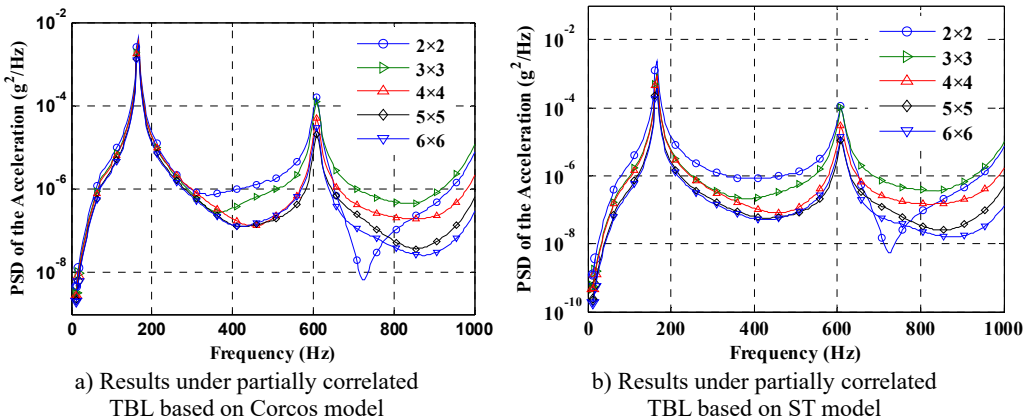 PSD of the Acceleration (g²/Hz)
10⁻²
10⁻⁴
10⁻⁶
10⁻⁸
2×2
3×3
4×4
5×5
6×6
0 200 400 600 800 1000
Frequency (Hz)
a) Results under partially correlated
TBL based on Corcos model
PSD of the Acceleration (g²/Hz)
10⁻²
10⁻⁴
10⁻⁶
10⁻⁸
10⁻¹⁰
2×2
3×3
4×4
5×5
6×6
0 200 400 600 800 1000
Frequency (Hz)
b) Results under partially correlated
TBL based on ST model